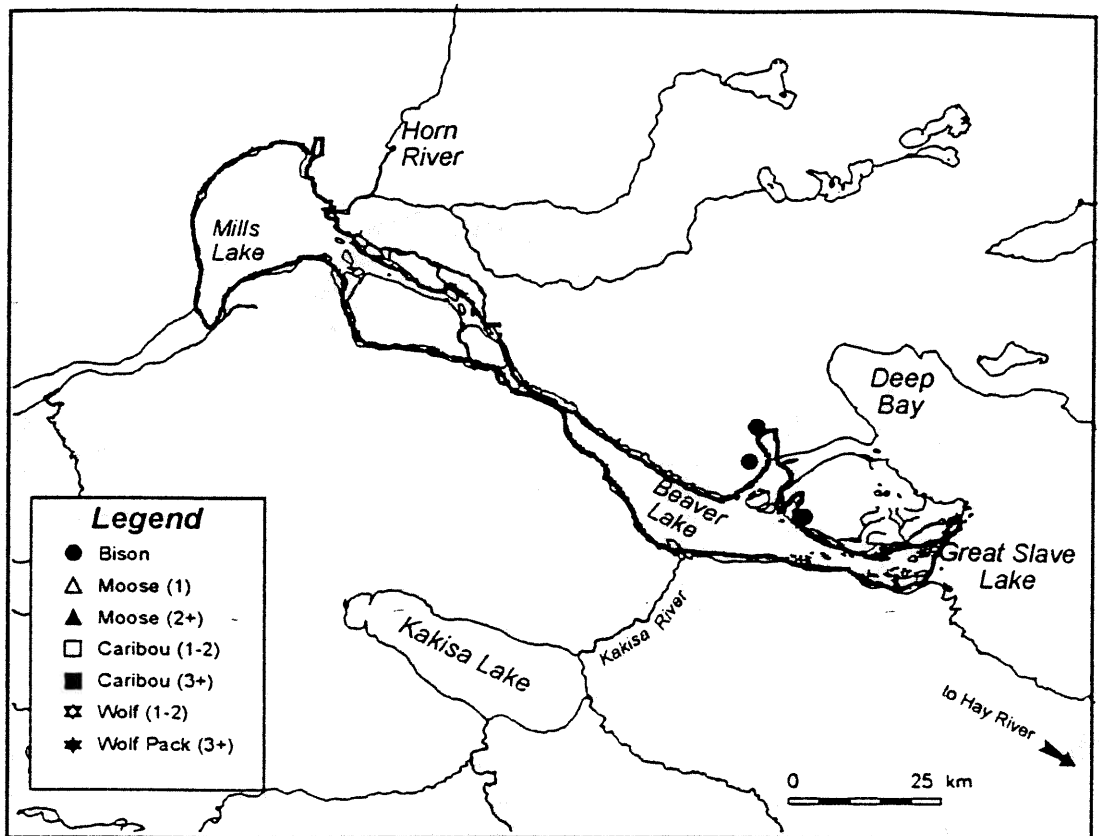 Horn
River
Mills
Lake
Deep
Bay
Beaver
Lake
Great Slave
Lake
Kakisa River
Kakisa Lake
to Hay River
0 25 km
Legend
Bison
Moose (1)
Moose (2+)
Caribou (1-2)
Caribou (3+)
Wolf (1-2)
Wolf Pack (3+)